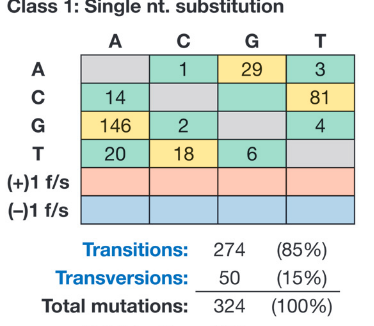 Class 1: Single nt. substitution
A C G T
A 1 29 3
C 14 81
G 146 2 4
T 20 18 6
(+)1 f/s
(–)1 f/s
Transitions: 274 (85%)
Transversions: 50 (15%)
Total mutations: 324 (100%)